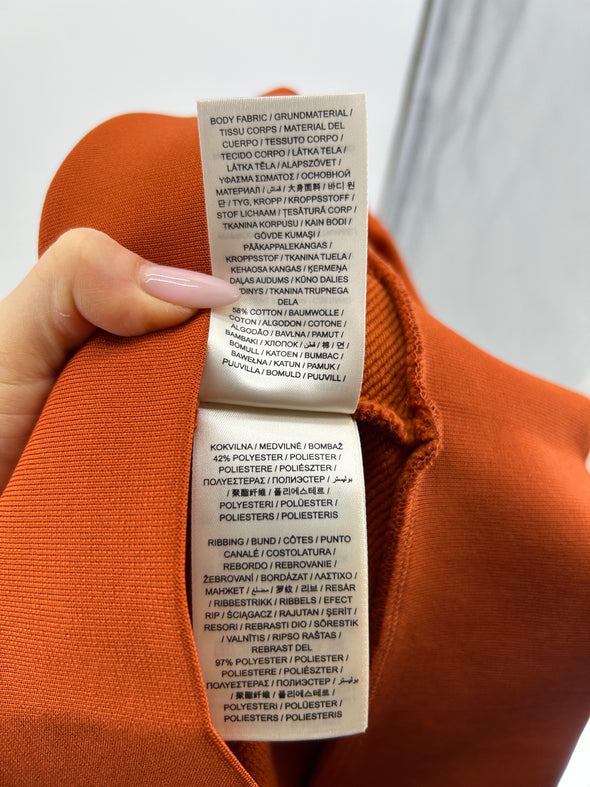 BODY FABRIC / GRUNDMATERIAL /
TISSU CORPS / MATERIAL DEL
CUERPO / TESSUTO CORPO /
TECIDO CORPO / LÁTKA TELA /
LÁTKA TĚLA / ALAPSZÖVET /
ΥΦΑΣΜΑ ΣΩΜΑΤΟΣ / ОСНОВНОЙ
МАТЕРИАЛ / قماش / 大身面料 / 바디 원
단 / TYG, KROPP / KROPPSSTOFF /
STOF LICHAAM / ŢESĂTURĂ CORP /
TKANINA KORPUSU / KAIN BODI /
GÖVDE KUMAŞI /
PÄÄKAPPALEKANGAS /
KROPPSSTOF / TKANINA TIJELA /
KEHAOSA KANGAS / ĶERMEŅA
DAĻAS AUDUMS / KŪNO DALIES
DINYS / TKANINA TRUPNEGA
DELA
58% COTTON / BAUMWOLLE /
COTON / ALGODON / COTONE /
ALGODÃO / BAVLNA / PAMUT /
ΒΑΜΒΑΚΙ / ХЛОПОК / قطن / 棉 / 면 /
BOMULL / KATOEN / BUMBAC /
BAWEŁNA / KATUN / PAMUK /
PUUVILLA / BOMULD / PUUVILL /
KOKVILNA / MEDVILNĖ / BOMBAŽ
42% POLYESTER / POLIESTER /
POLIESTERE / POLIÉSZTER /
ΠΟΛΥΕΣΤΕΡΑΣ / ПОЛИЭСТЕР / بوليستر
/ 聚酯纤维 / 폴리에스테르 /
POLYESTERI / POLÜESTER /
POLIESTERS / POLIESTERIS
RIBBING / BUND / CÔTES / PUNTO
CANALÉ / COSTOLATURA /
REBORDO / REBROVANIE /
ŽEBROVANÍ / BORDÁZAT / ΛΑΣΤΙΧΟ /
МАНЖЕТ / مضلع / 罗纹 / 리브 / RESÅR
/ RIBBESTRIKK / RIBBELS / EFECT
RIP / ŚCIĄGACZ / RAJUTAN / ŞERİT /
RESORI / REBRASTI DIO / SÕRESTIK
/ VALNĪTIS / RIPSO RAŠTAS /
REBRAST DEL
97% POLYESTER / POLIESTER /
POLIESTERE / POLIÉSZTER /
ΠΟΛΥΕΣΤΕΡΑΣ / ПОЛИЭСТЕР / بوليستر
/ 聚酯纤维 / 폴리에스테르 /
POLYESTERI / POLÜESTER /
POLIESTERS / POLIESTERIS